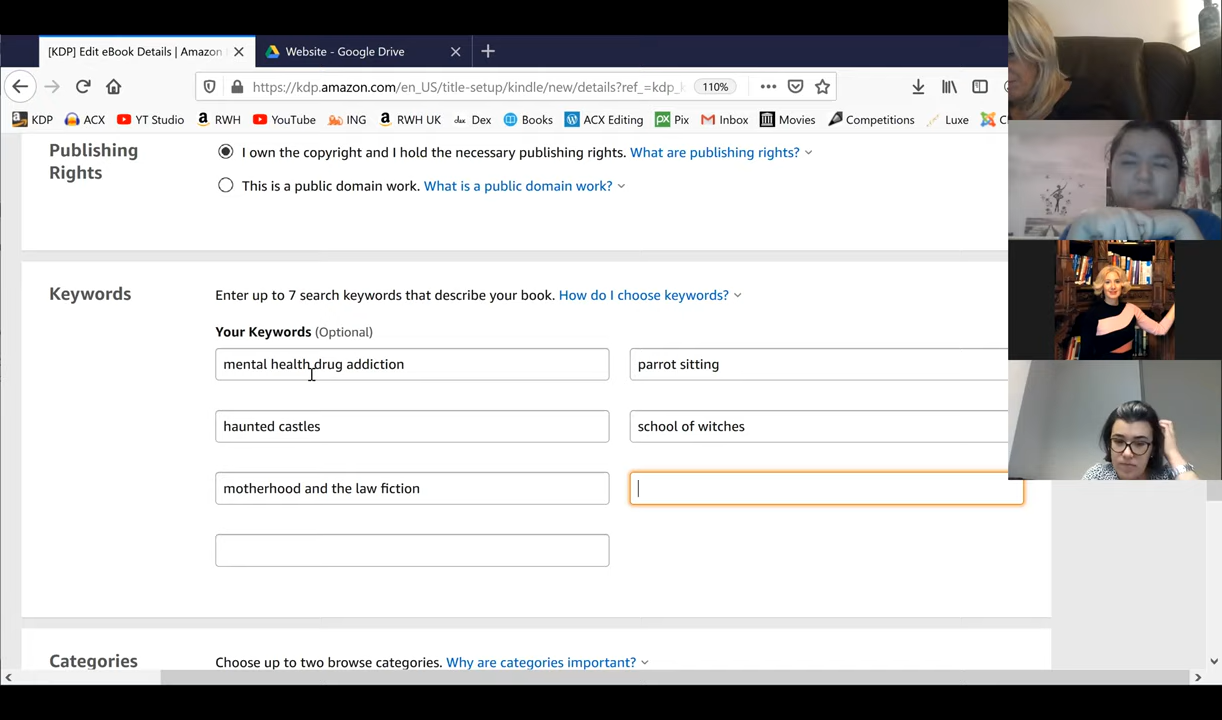 [KDP] Edit eBook Details | Amazon
Website - Google Drive
https://kdp.amazon.com/en_US/title-setup/kindle/new/details?ref_=kdp_
110%
KDP ACX YT Studio RWH YouTube ING RWH UK dex Dex Books ACX Editing PX Pix Inbox Movies Competitions Luxe C
Publishing Rights
I own the copyright and I hold the necessary publishing rights. What are publishing rights?
This is a public domain work. What is a public domain work?
Keywords
Enter up to 7 search keywords that describe your book. How do I choose keywords?
Your Keywords (Optional)
mental health drug addiction
parrot sitting
haunted castles
school of witches
motherhood and the law fiction
Categories
Choose up to two browse categories. Why are categories important?